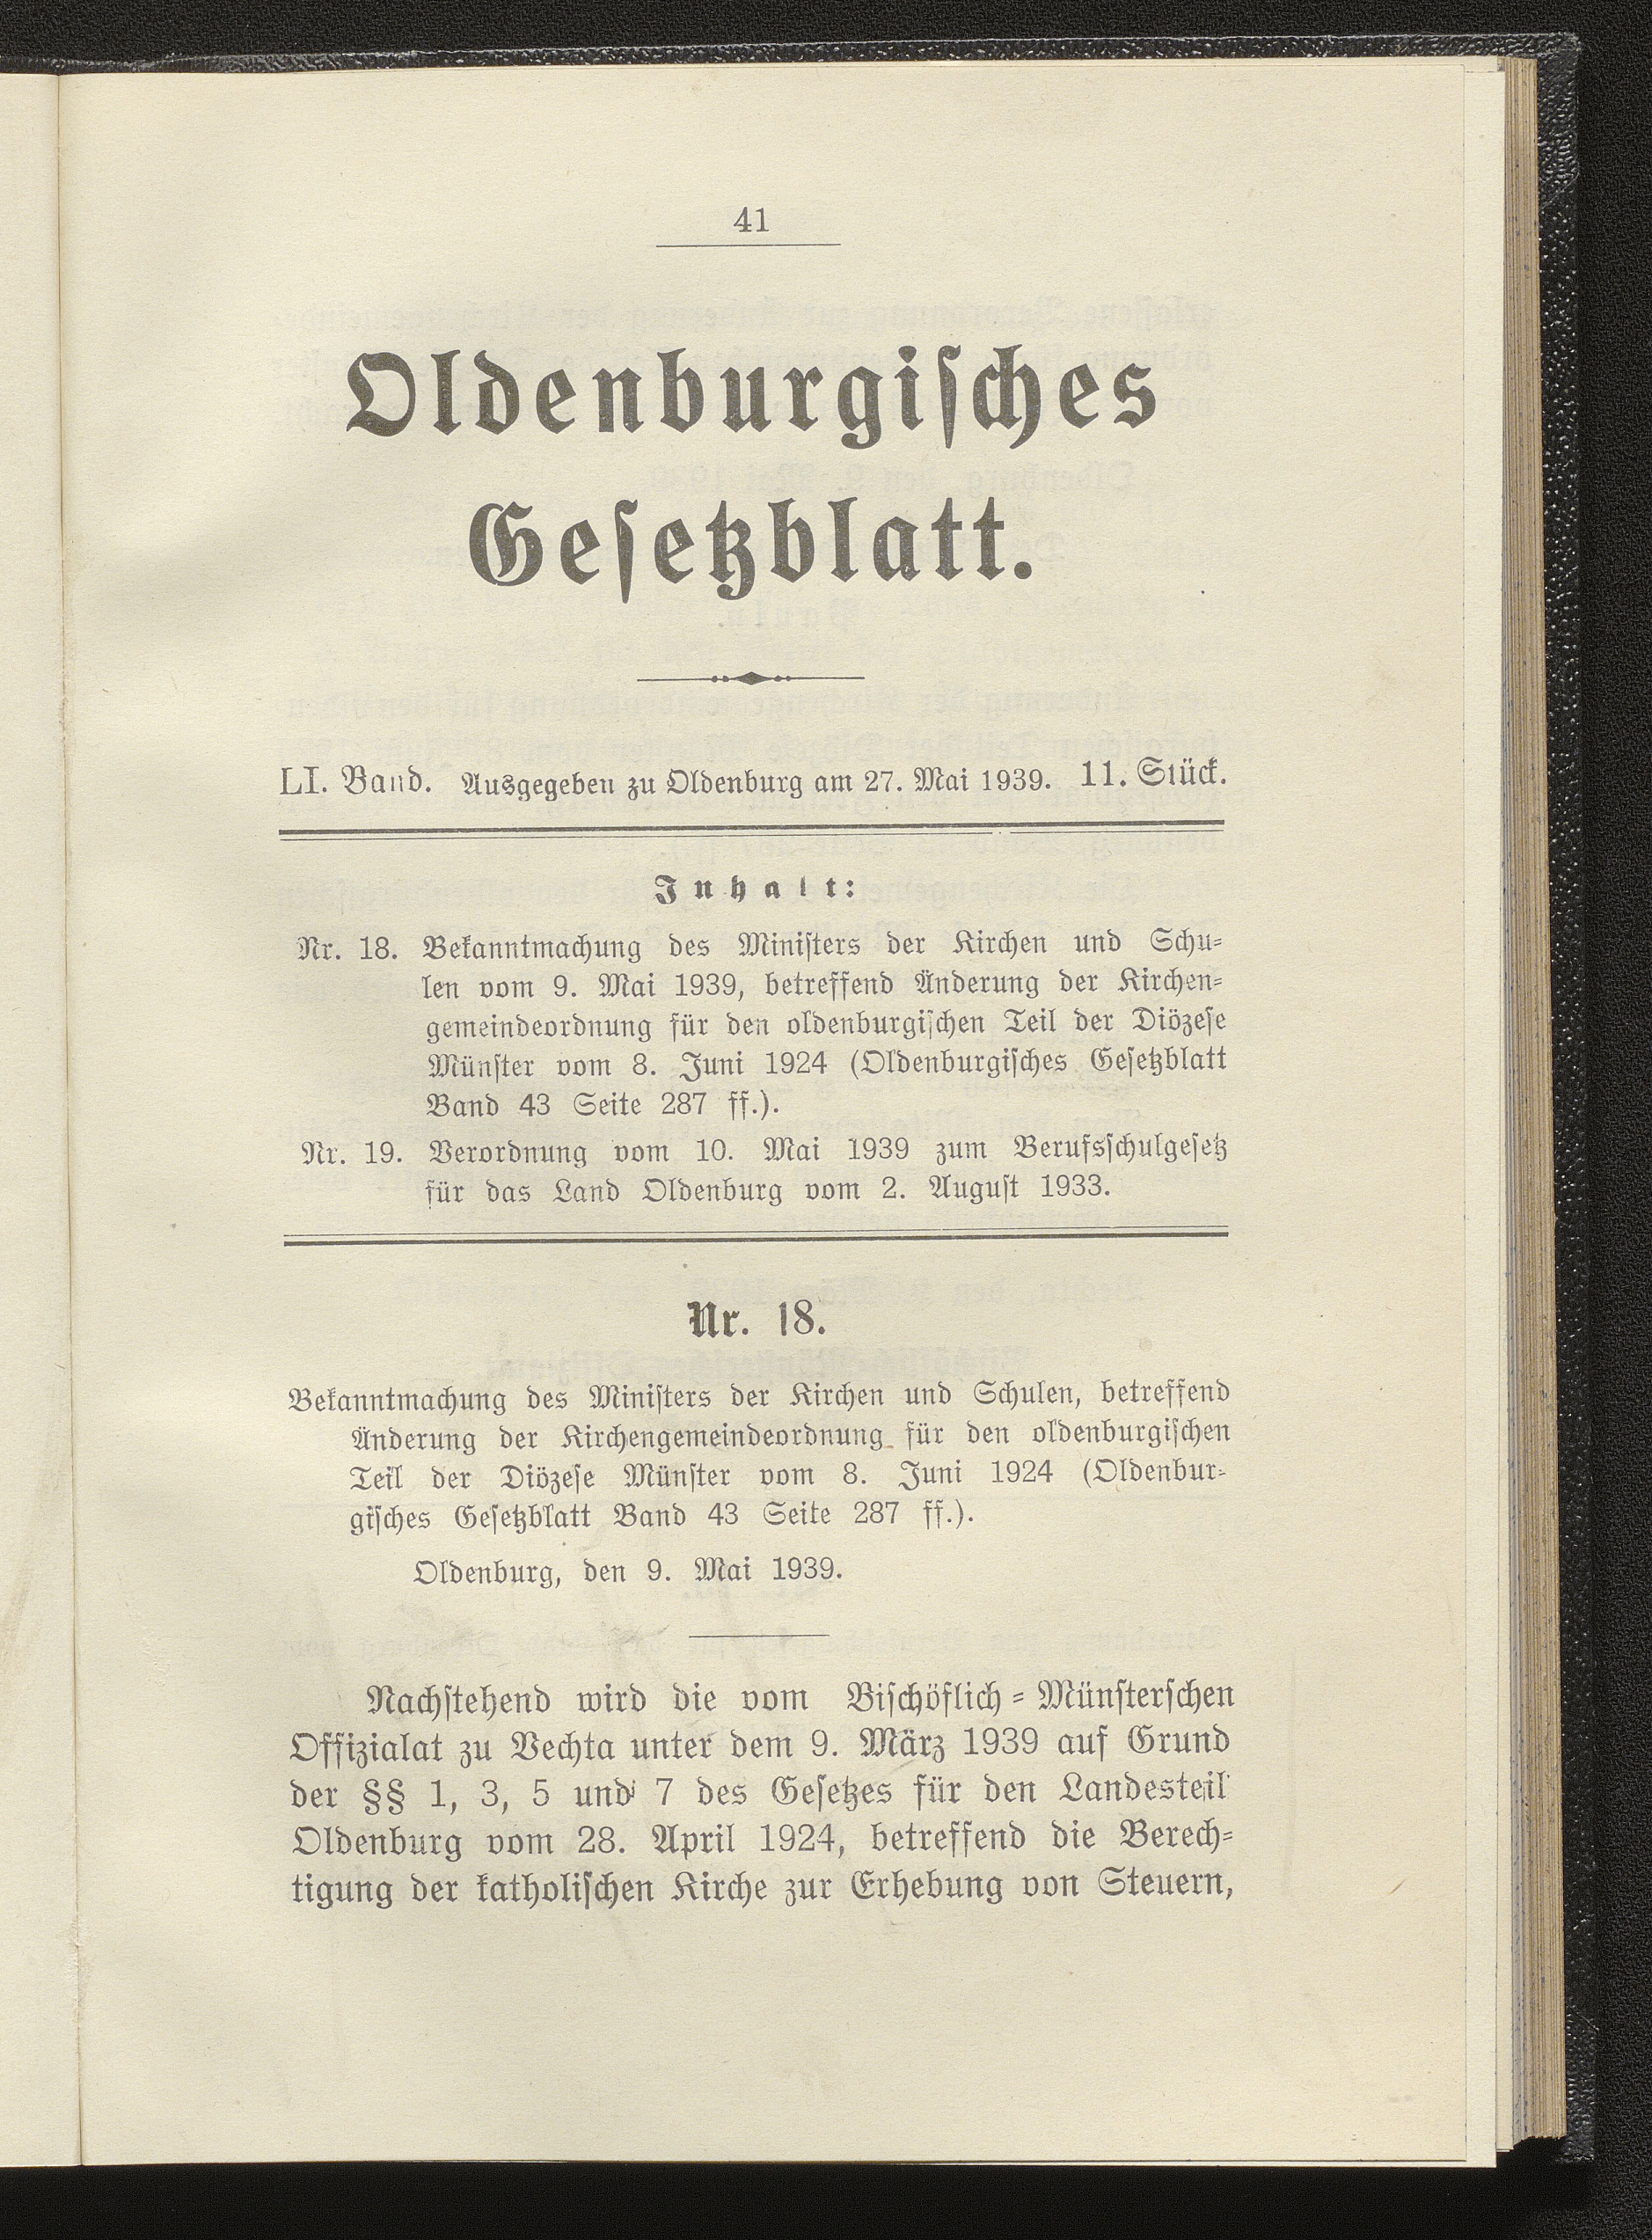 41
Oldenburgisches
Gesetzblatt.
LI. Band. Ausgegeben zu Oldenburg am 27. Mai 1939. 11. Stück.
Inhalt:
Nr. 18. Bekanntmachung des Ministers der Kirchen und Schu-
len vom 9. Mai 1939, betreffend Änderung der Kirchen-
gemeindeordnung für den oldenburgischen Teil der Diözese
Münster vom 8. Juni 1924 (Oldenburgisches Gesetzblatt
Band 43 Seite 287 ff.).
Nr. 19. Verordnung vom 10. Mai 1939 zum Berufsschulgesetz
für das Land Oldenburg vom 2. August 1933.
Nr. 18.
Bekanntmachung des Ministers der Kirchen und Schulen, betreffend
Änderung der Kirchengemeindeordnung für den oldenburgischen
Teil der Diözese Münster vom 8. Juni 1924 (Oldenbur-
gisches Gesetzblatt Band 43 Seite 287 ff.).
Oldenburg, den 9. Mai 1939.
Nachstehend wird die vom Bischöflich-Münsterschen
Offizialat zu Vechta unter dem 9. März 1939 auf Grund
der §§ 1, 3, 5 und 7 des Gesetzes für den Landesteil
Oldenburg vom 28. April 1924, betreffend die Berech-
tigung der katholischen Kirche zur Erhebung von Steuern,